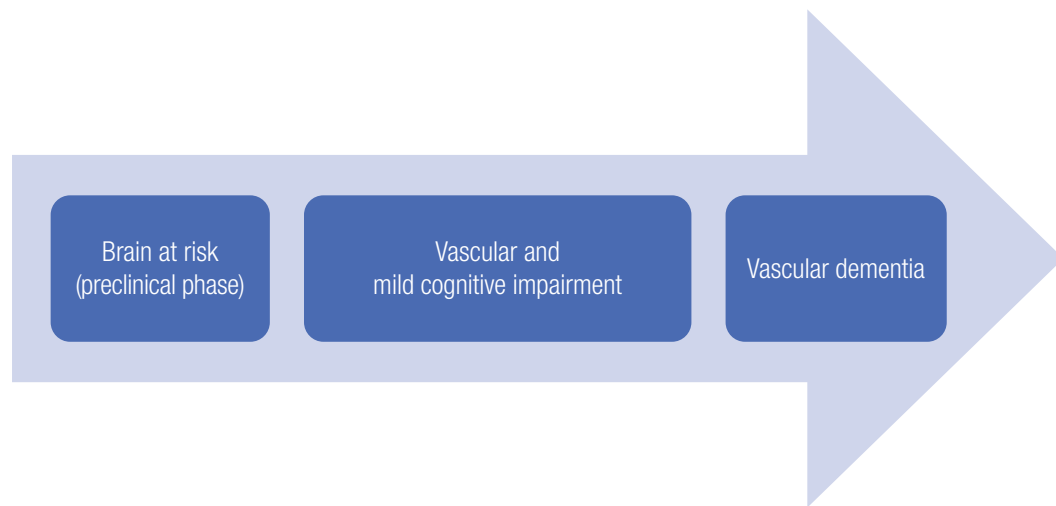 Brain at risk
(preclinical phase)
Vascular and
mild cognitive impairment
Vascular dementia